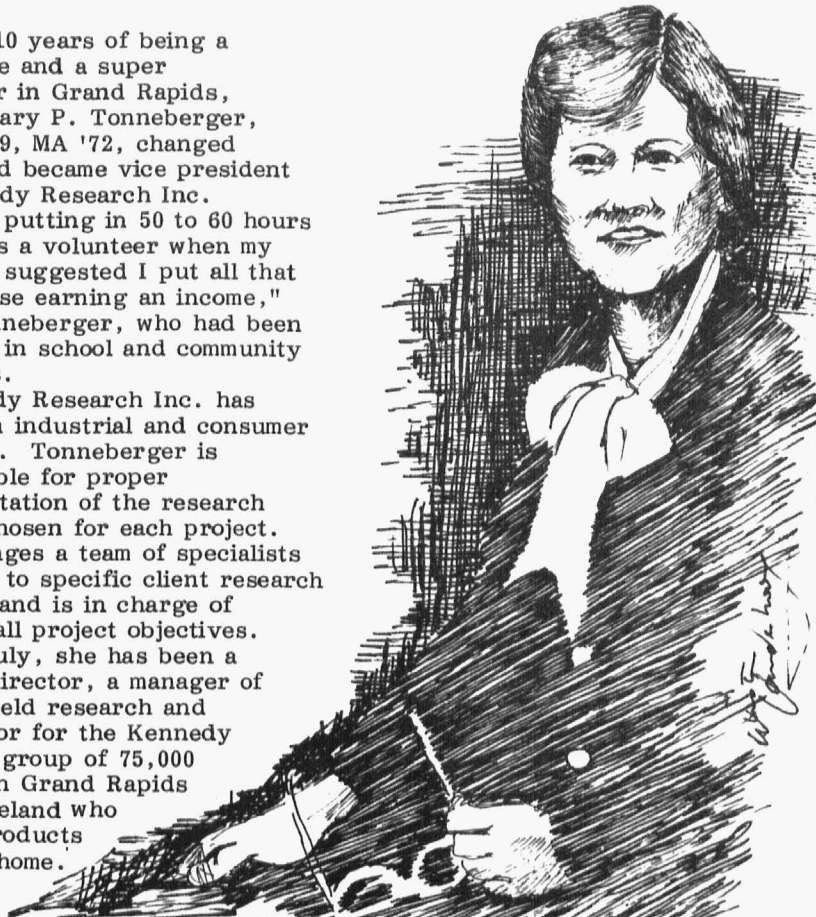 10 years of being a
e and a super
r in Grand Rapids,
ary P. Tonneberger,
9, MA '72, changed
d became vice president
dy Research Inc.
putting in 50 to 60 hours
s a volunteer when my
suggested I put all that
se earning an income,"
nneberger, who had been
in school and community
s.
dy Research Inc. has
n industrial and consumer
. Tonneberger is
ble for proper
tation of the research
hosen for each project.
ages a team of specialists
to specific client research
and is in charge of
all project objectives.
uly, she has been a
irector, a manager of
eld research and
or for the Kennedy
group of 75,000
n Grand Rapids
eland who
roducts
home.